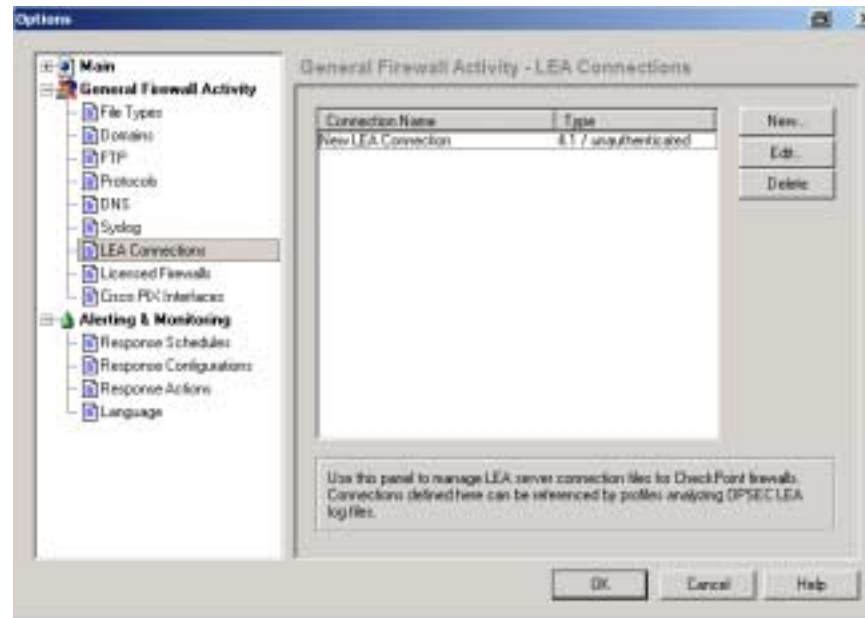 Options
Main
General Firewall Activity
File Types
Domains
FTP
Protocols
DNS
Syslog
LEA Connections
Licensed Firewalls
Cisco PIX Interfaces
Alerting & Monitoring
Response Schedules
Response Configurations
Response Actions
Language
General Firewall Activity - LEA Connections
Connection Name Type
New LEA Connection 4.1 / unauthenticated
New...
Edit...
Delete
Use this panel to manage LEA server connection files for CheckPoint firewalls.
Connections defined here can be referenced by profiles analyzing OPSEC LEA
log files.
OK Cancel Help